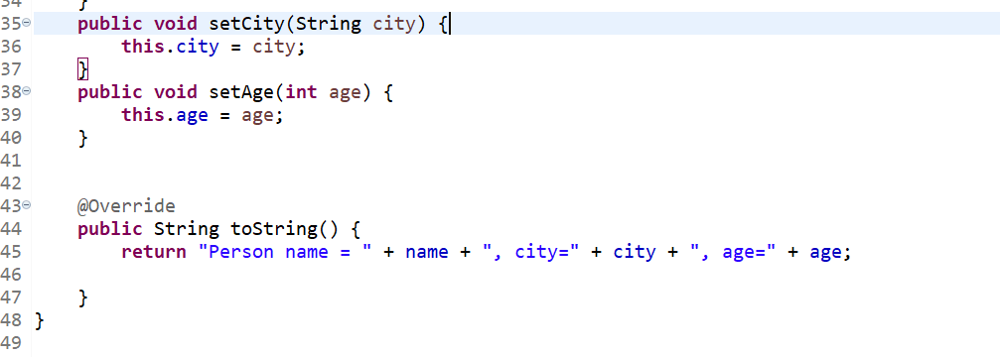 34 }
35 public void setCity(String city) {
36 this.city = city;
37 }
38 public void setAge(int age) {
39 this.age = age;
40 }
41
42
43 @Override
44 public String toString() {
45 return "Person name = " + name + ", city=" + city + ", age=" + age;
46
47 }
48 }
49